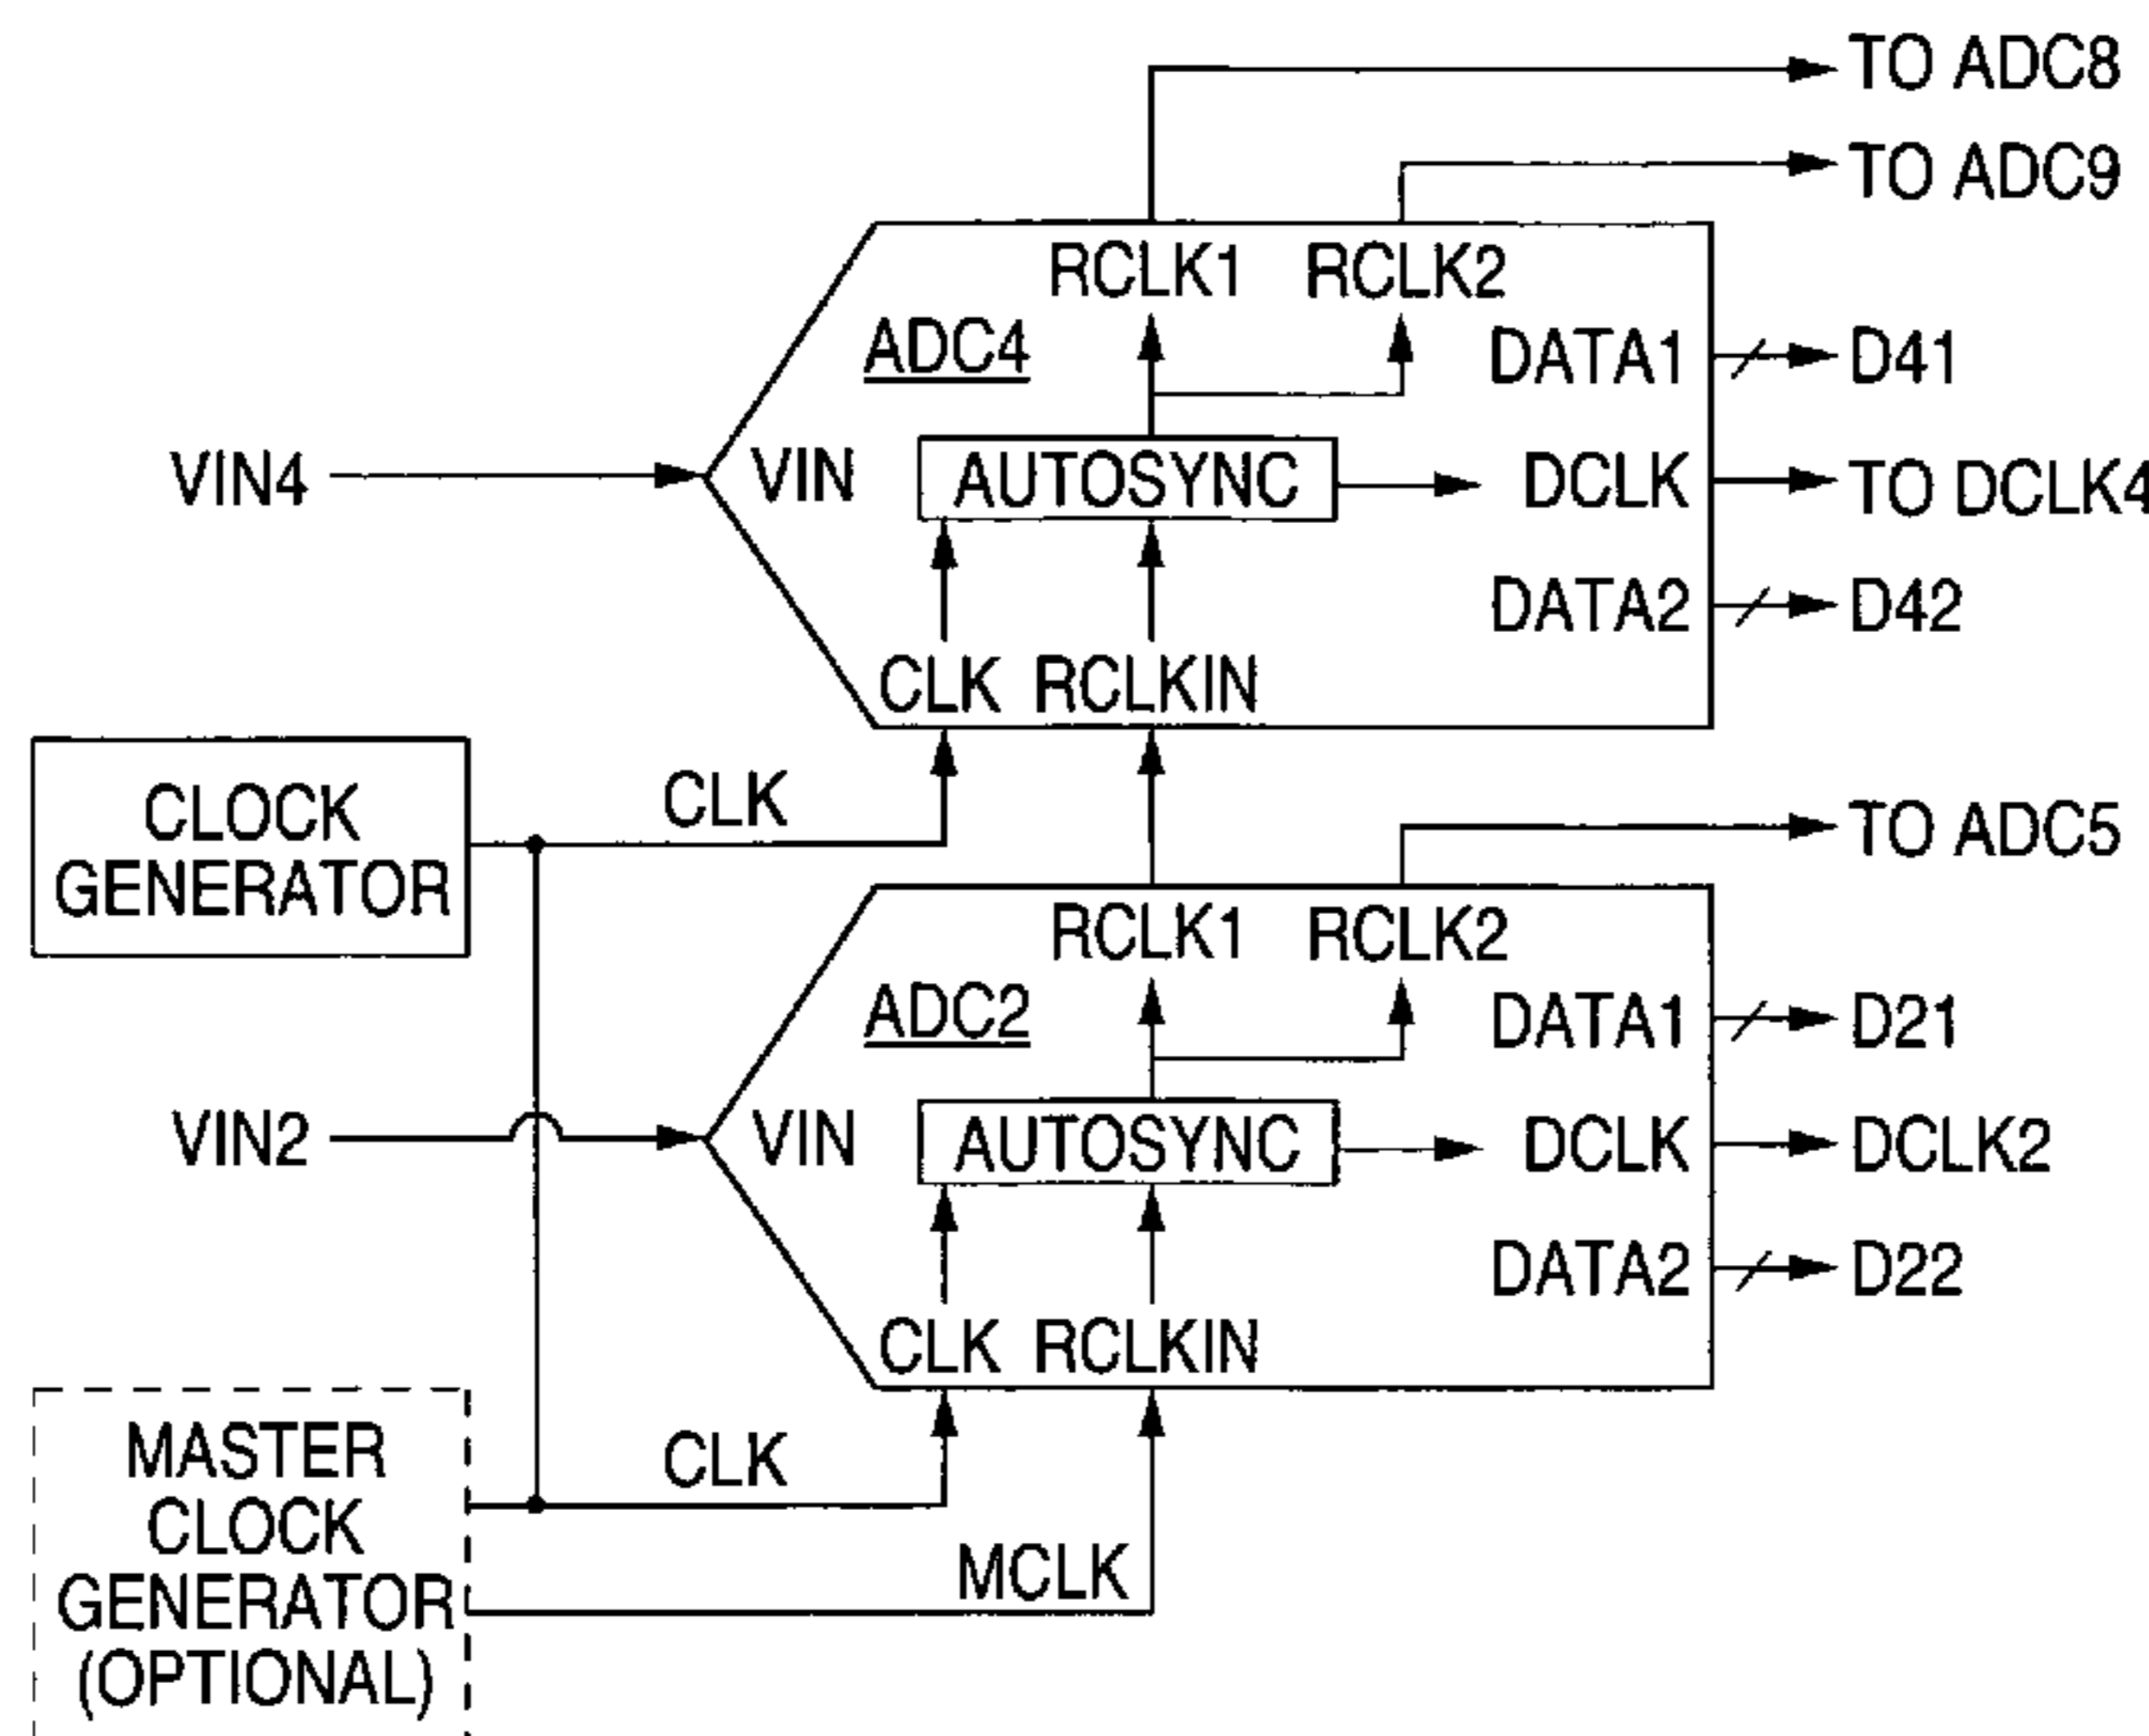 TO ADC8
TO ADC9
RCLK1 RCLK2
ADC4
DATA1
D41
VIN4
VIN
AUTOSYNC
DCLK
TO DCLK4
DATA2
D42
CLK RCLKIN
CLOCK
GENERATOR
CLK
TO ADC5
RCLK1 RCLK2
ADC2
DATA1
D21
VIN2
VIN
AUTOSYNC
DCLK
DCLK2
DATA2
D22
CLK RCLKIN
MASTER
CLOCK
GENERATOR
(OPTIONAL)
CLK
MCLK